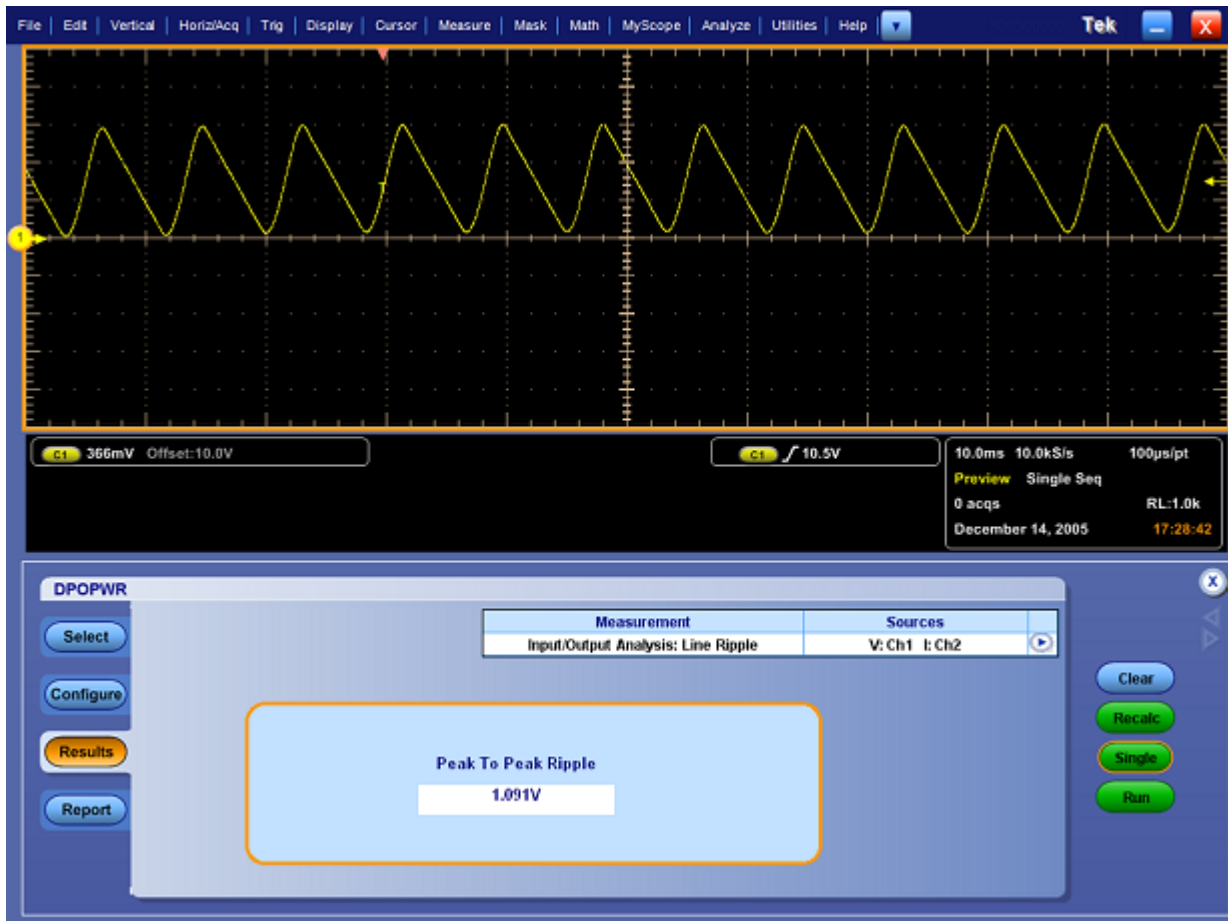 File | Edit | Vertical | Horiz/Acq | Trig | Display | Cursor | Measure | Mask | Math | MyScope | Analyze | Utilities | Help | Tek X
1
C1 366mV Offset:10.0V
C1 10.5V
10.0ms 10.0kS/s 100µs/pt
Preview Single Seq
0 acqs RL:1.0k
December 14, 2005 17:28:42
DPOPWR
X
Select
Configure
Results
Report
Measurement Sources
Input/Output Analysis: Line Ripple V: Ch1 I: Ch2
Peak To Peak Ripple
1.091V
Clear
Recalc
Single
Run